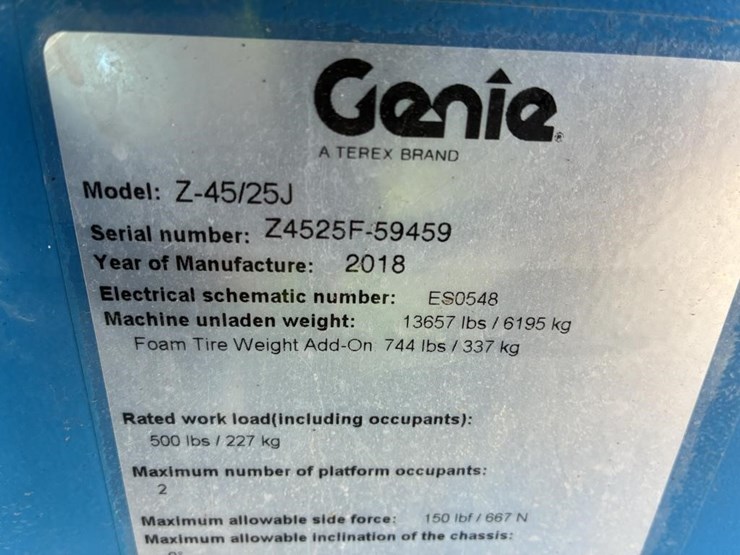 Genie
A TEREX BRAND
Model: Z-45/25J
Serial number: Z4525F-59459
Year of Manufacture: 2018
Electrical schematic number: ES0548
Machine unladen weight: 13657 lbs / 6195 kg
Foam Tire Weight Add-On 744 lbs / 337 kg
Rated work load(including occupants):
500 lbs / 227 kg
Maximum number of platform occupants:
2
Maximum allowable side force: 150 lbf / 667 N
Maximum allowable inclination of the chassis: